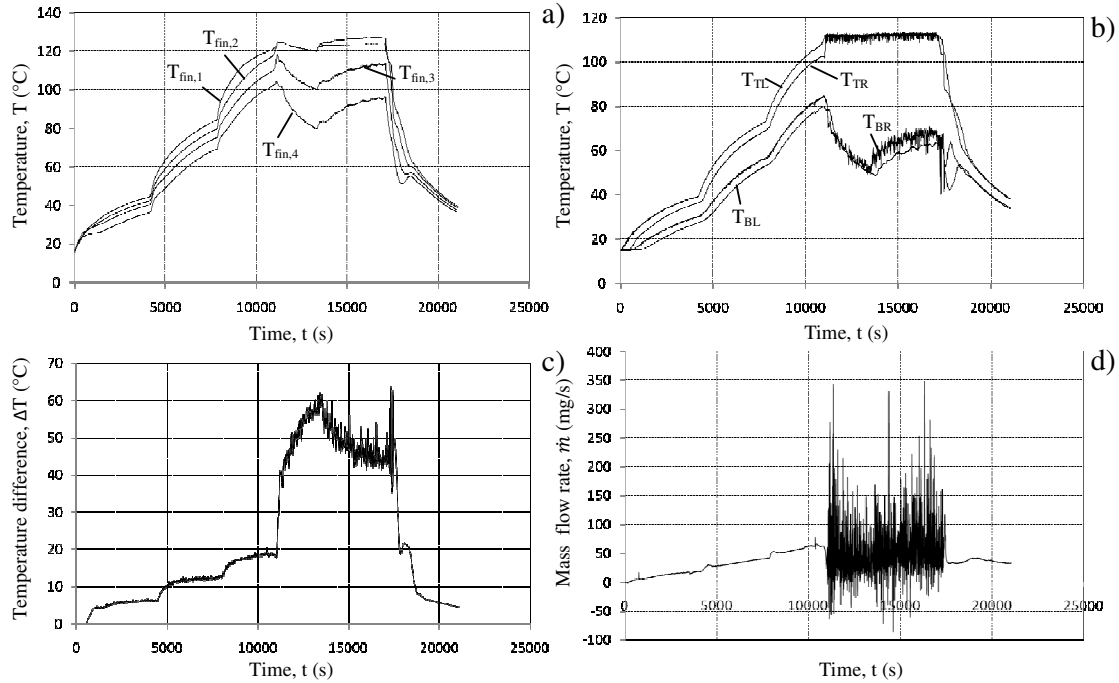 a)
140
120
100
80
60
40
20
0
Temperature, T (°C)
T_fin,1
T_fin,2
T_fin,3
T_fin,4
0 5000 10000 15000 20000 25000
Time, t (s)
b)
120
100
80
60
40
20
0
Temperature, T (°C)
T_TL
T_TR
T_BR
T_BL
0 5000 10000 15000 20000 25000
Time, t (s)
c)
70
60
50
40
30
20
10
0
Temperature difference, ΔT (°C)
0 5000 10000 15000 20000 25000
Time, t (s)
d)
400
350
300
250
200
150
100
50
0
-50
-100
Mass flow rate, ṁ (mg/s)
0 5000 10000 15000 20000 25000
Time, t (s)